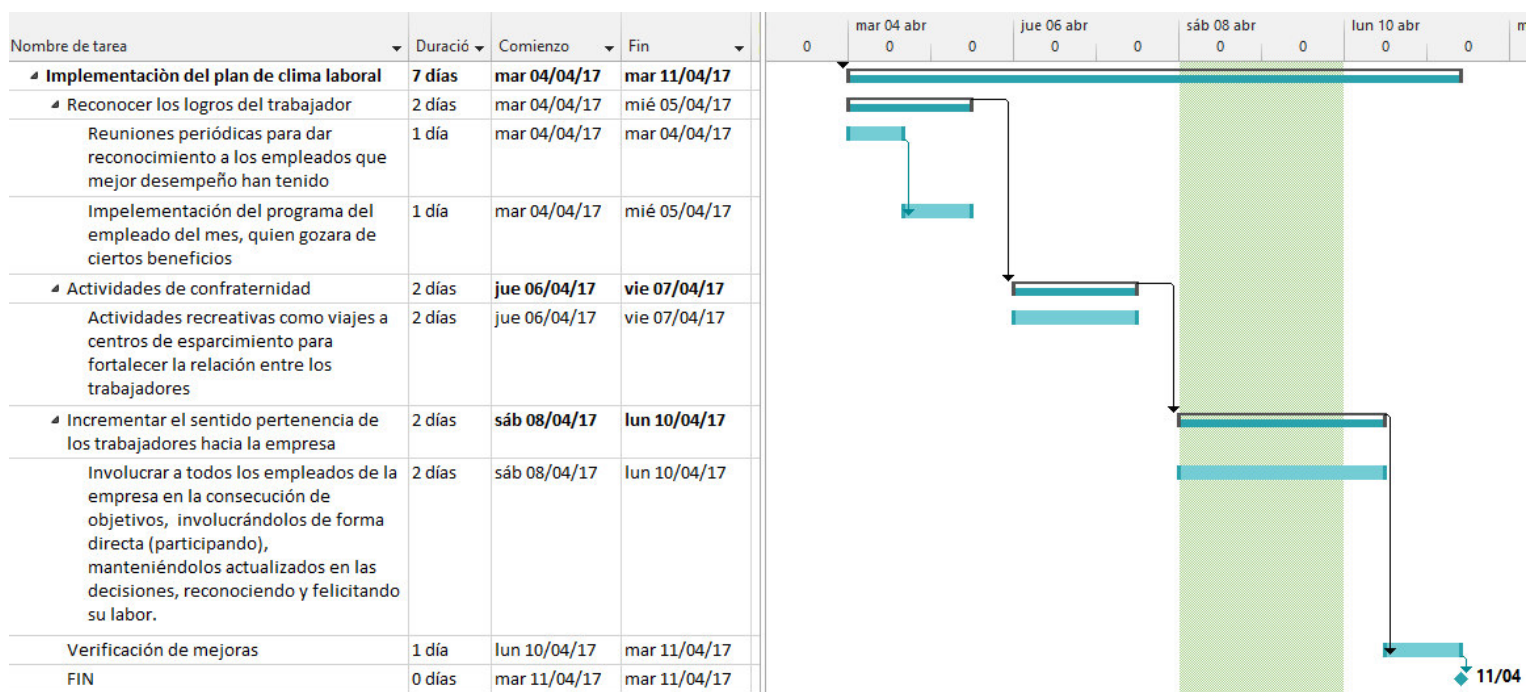 mar 04 abr jue 06 abr sáb 08 abr lun 10 abr m
Nombre de tarea Duració Comienzo Fin 0 0 0 0 0 0 0 0 0
Implementaciòn del plan de clima laboral 7 días mar 04/04/17 mar 11/04/17
Reconocer los logros del trabajador 2 días mar 04/04/17 mié 05/04/17
Reuniones periódicas para dar 1 día mar 04/04/17 mar 04/04/17
reconocimiento a los empleados que
mejor desempeño han tenido
Impelementación del programa del 1 día mar 04/04/17 mié 05/04/17
empleado del mes, quien gozara de
ciertos beneficios
Actividades de confraternidad 2 días jue 06/04/17 vie 07/04/17
Actividades recreativas como viajes a 2 días jue 06/04/17 vie 07/04/17
centros de esparcimiento para
fortalecer la relación entre los
trabajadores
Incrementar el sentido pertenencia de 2 días sáb 08/04/17 lun 10/04/17
los trabajadores hacia la empresa
Involucrar a todos los empleados de la 2 días sáb 08/04/17 lun 10/04/17
empresa en la consecución de
objetivos, involucrándolos de forma
directa (participando),
manteniéndolos actualizados en las
decisiones, reconociendo y felicitando
su labor.
Verificación de mejoras 1 día lun 10/04/17 mar 11/04/17
FIN 0 días mar 11/04/17 mar 11/04/17 11/04